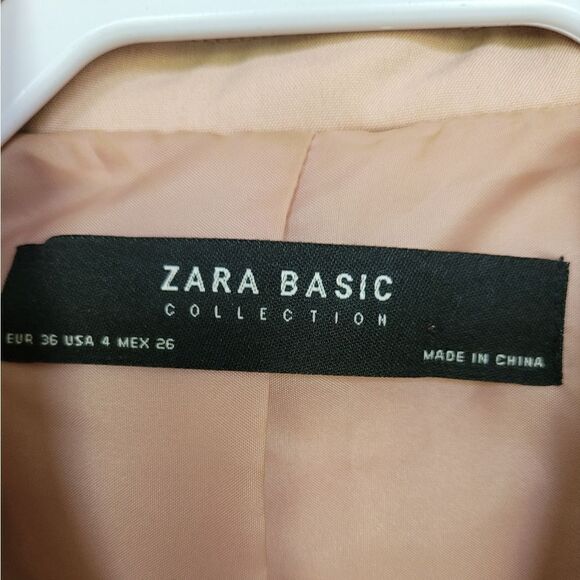 ZARA BASIC
COLLECTION
EUR 36 USA 4 MEX 26
MADE IN CHINA